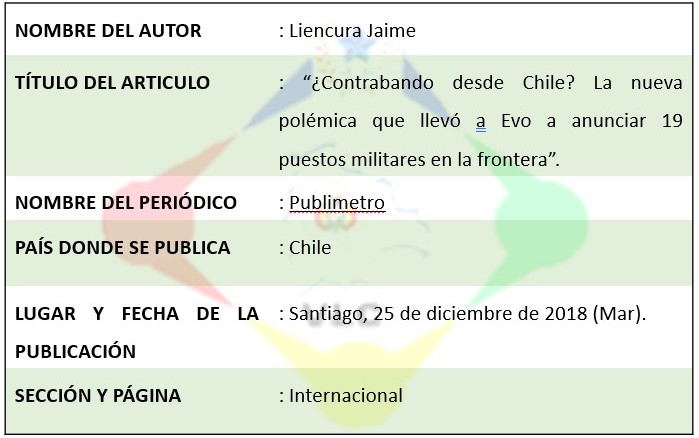 NOMBRE DEL AUTOR : Liencura Jaime
TÍTULO DEL ARTICULO : “¿Contrabando desde Chile? La nueva
polémica que llevó a Evo a anunciar 19
puestos militares en la frontera”.
NOMBRE DEL PERIÓDICO : Publimetro
PAÍS DONDE SE PUBLICA : Chile
LUGAR Y FECHA DE LA : Santiago, 25 de diciembre de 2018 (Mar).
PUBLICACIÓN
SECCIÓN Y PÁGINA : Internacional